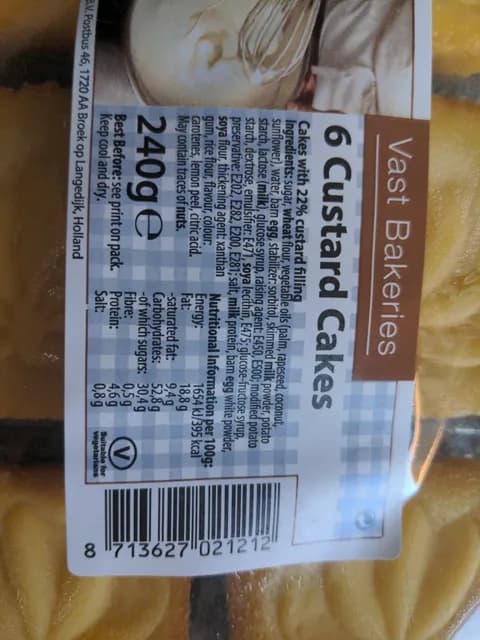 Vast Bakeries
6 Custard Cakes
Cakes with 22% custard filling
Ingredients: sugar, wheat flour, vegetable oils (palm, rapeseed, coconut,
sunflower), water, barn egg, stabilizer: sorbitol, skimmed milk powder, potato
starch, lactose (milk), glucose syrup, raising agent: E450, E500; modified potato
starch, dextrose, emulsifier: E471, soya lecithin, E475; glucose-fructose syrup,
preservative: E202, E282, E200, E281; salt, milk protein, barn egg white powder,
soya flour, thickening agent: xanthan
gum, rice flour, flavour, colour:
carotenes, lemon peel, citric acid.
May contain traces of nuts.
240g e
Best Before: see print on pack.
Keep cool and dry.
Nutritional Information per 100g:
Energy: 1654 kJ/395 kcal
Fat: 18,8 g
-saturated fat: 9,4 g
Carbohydrates: 52,8 g
-of which sugars: 30,4 g
Fibre: 0,5 g
Protein: 4,6 g
Salt: 0,8 g
V
Suitable for
vegetarians
8 713627 021212
B.V. Postbus 46, 1720 AA Broek op Langedijk, Holland